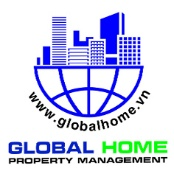 www.globalhome.vn
GLOBAL HOME
PROPERTY MANAGEMENT